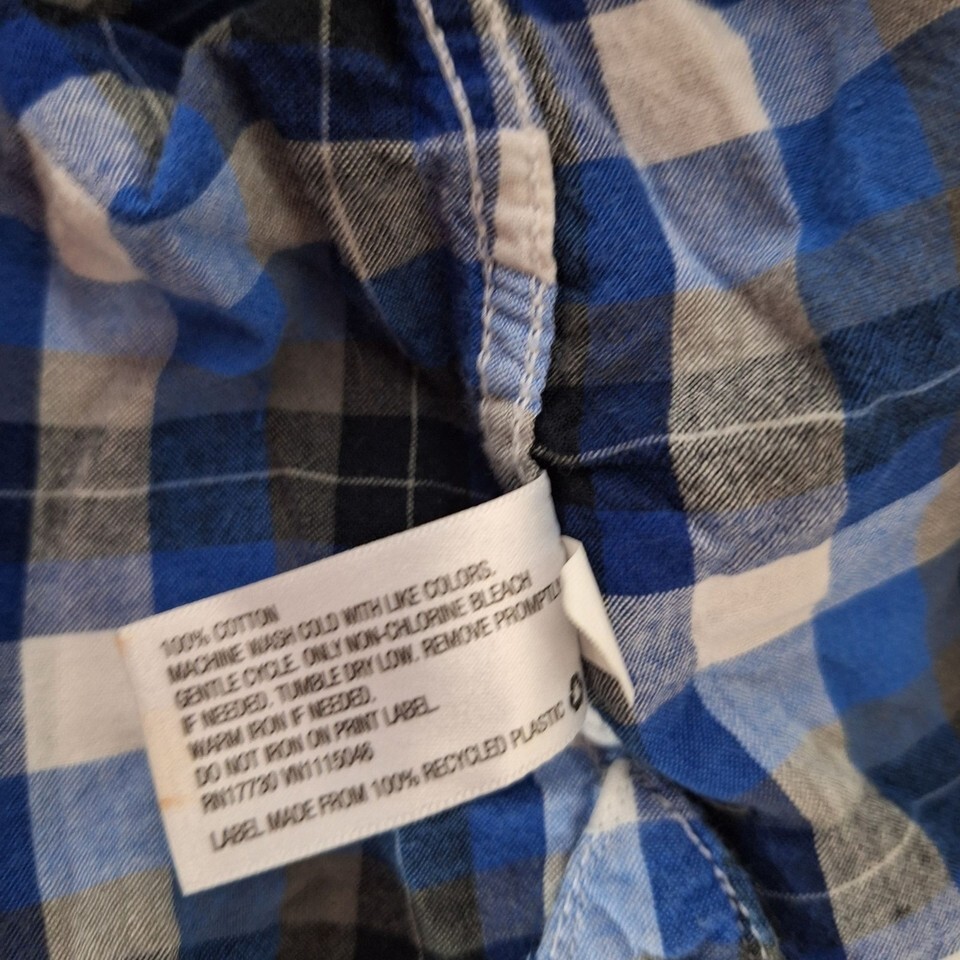 100% COTTON
MACHINE WASH COLD WITH LIKE COLORS.
GENTLE CYCLE. ONLY NON-CHLORINE BLEACH
IF NEEDED. TUMBLE DRY LOW. REMOVE PROMPTLY.
WARM IRON IF NEEDED.
DO NOT IRON ON PRINT LABEL.
RN17730 VN1115046
LABEL MADE FROM 100% RECYCLED PLASTIC